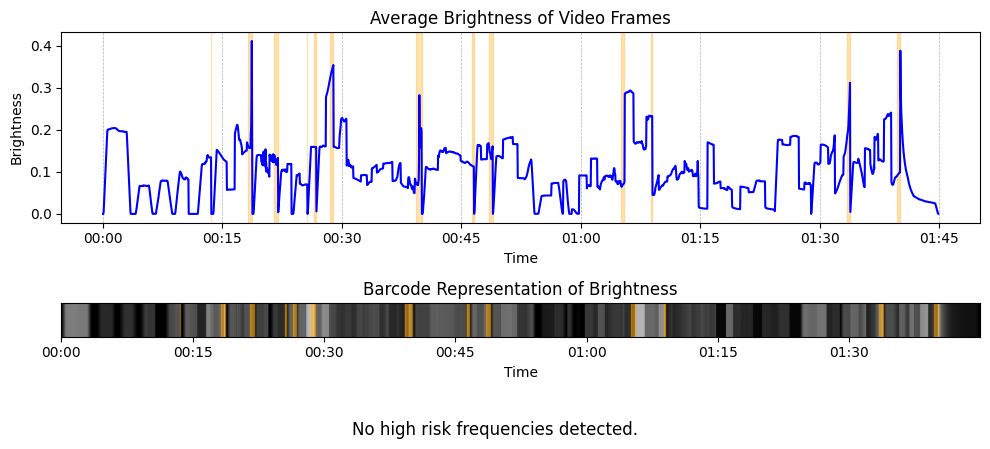 Average Brightness of Video Frames
0.4
0.3
0.2
0.1
0.0
Brightness
00:00 00:15 00:30 00:45 01:00 01:15 01:30 01:45
Time
Barcode Representation of Brightness
00:00 00:15 00:30 00:45 01:00 01:15 01:30
Time
No high risk frequencies detected.